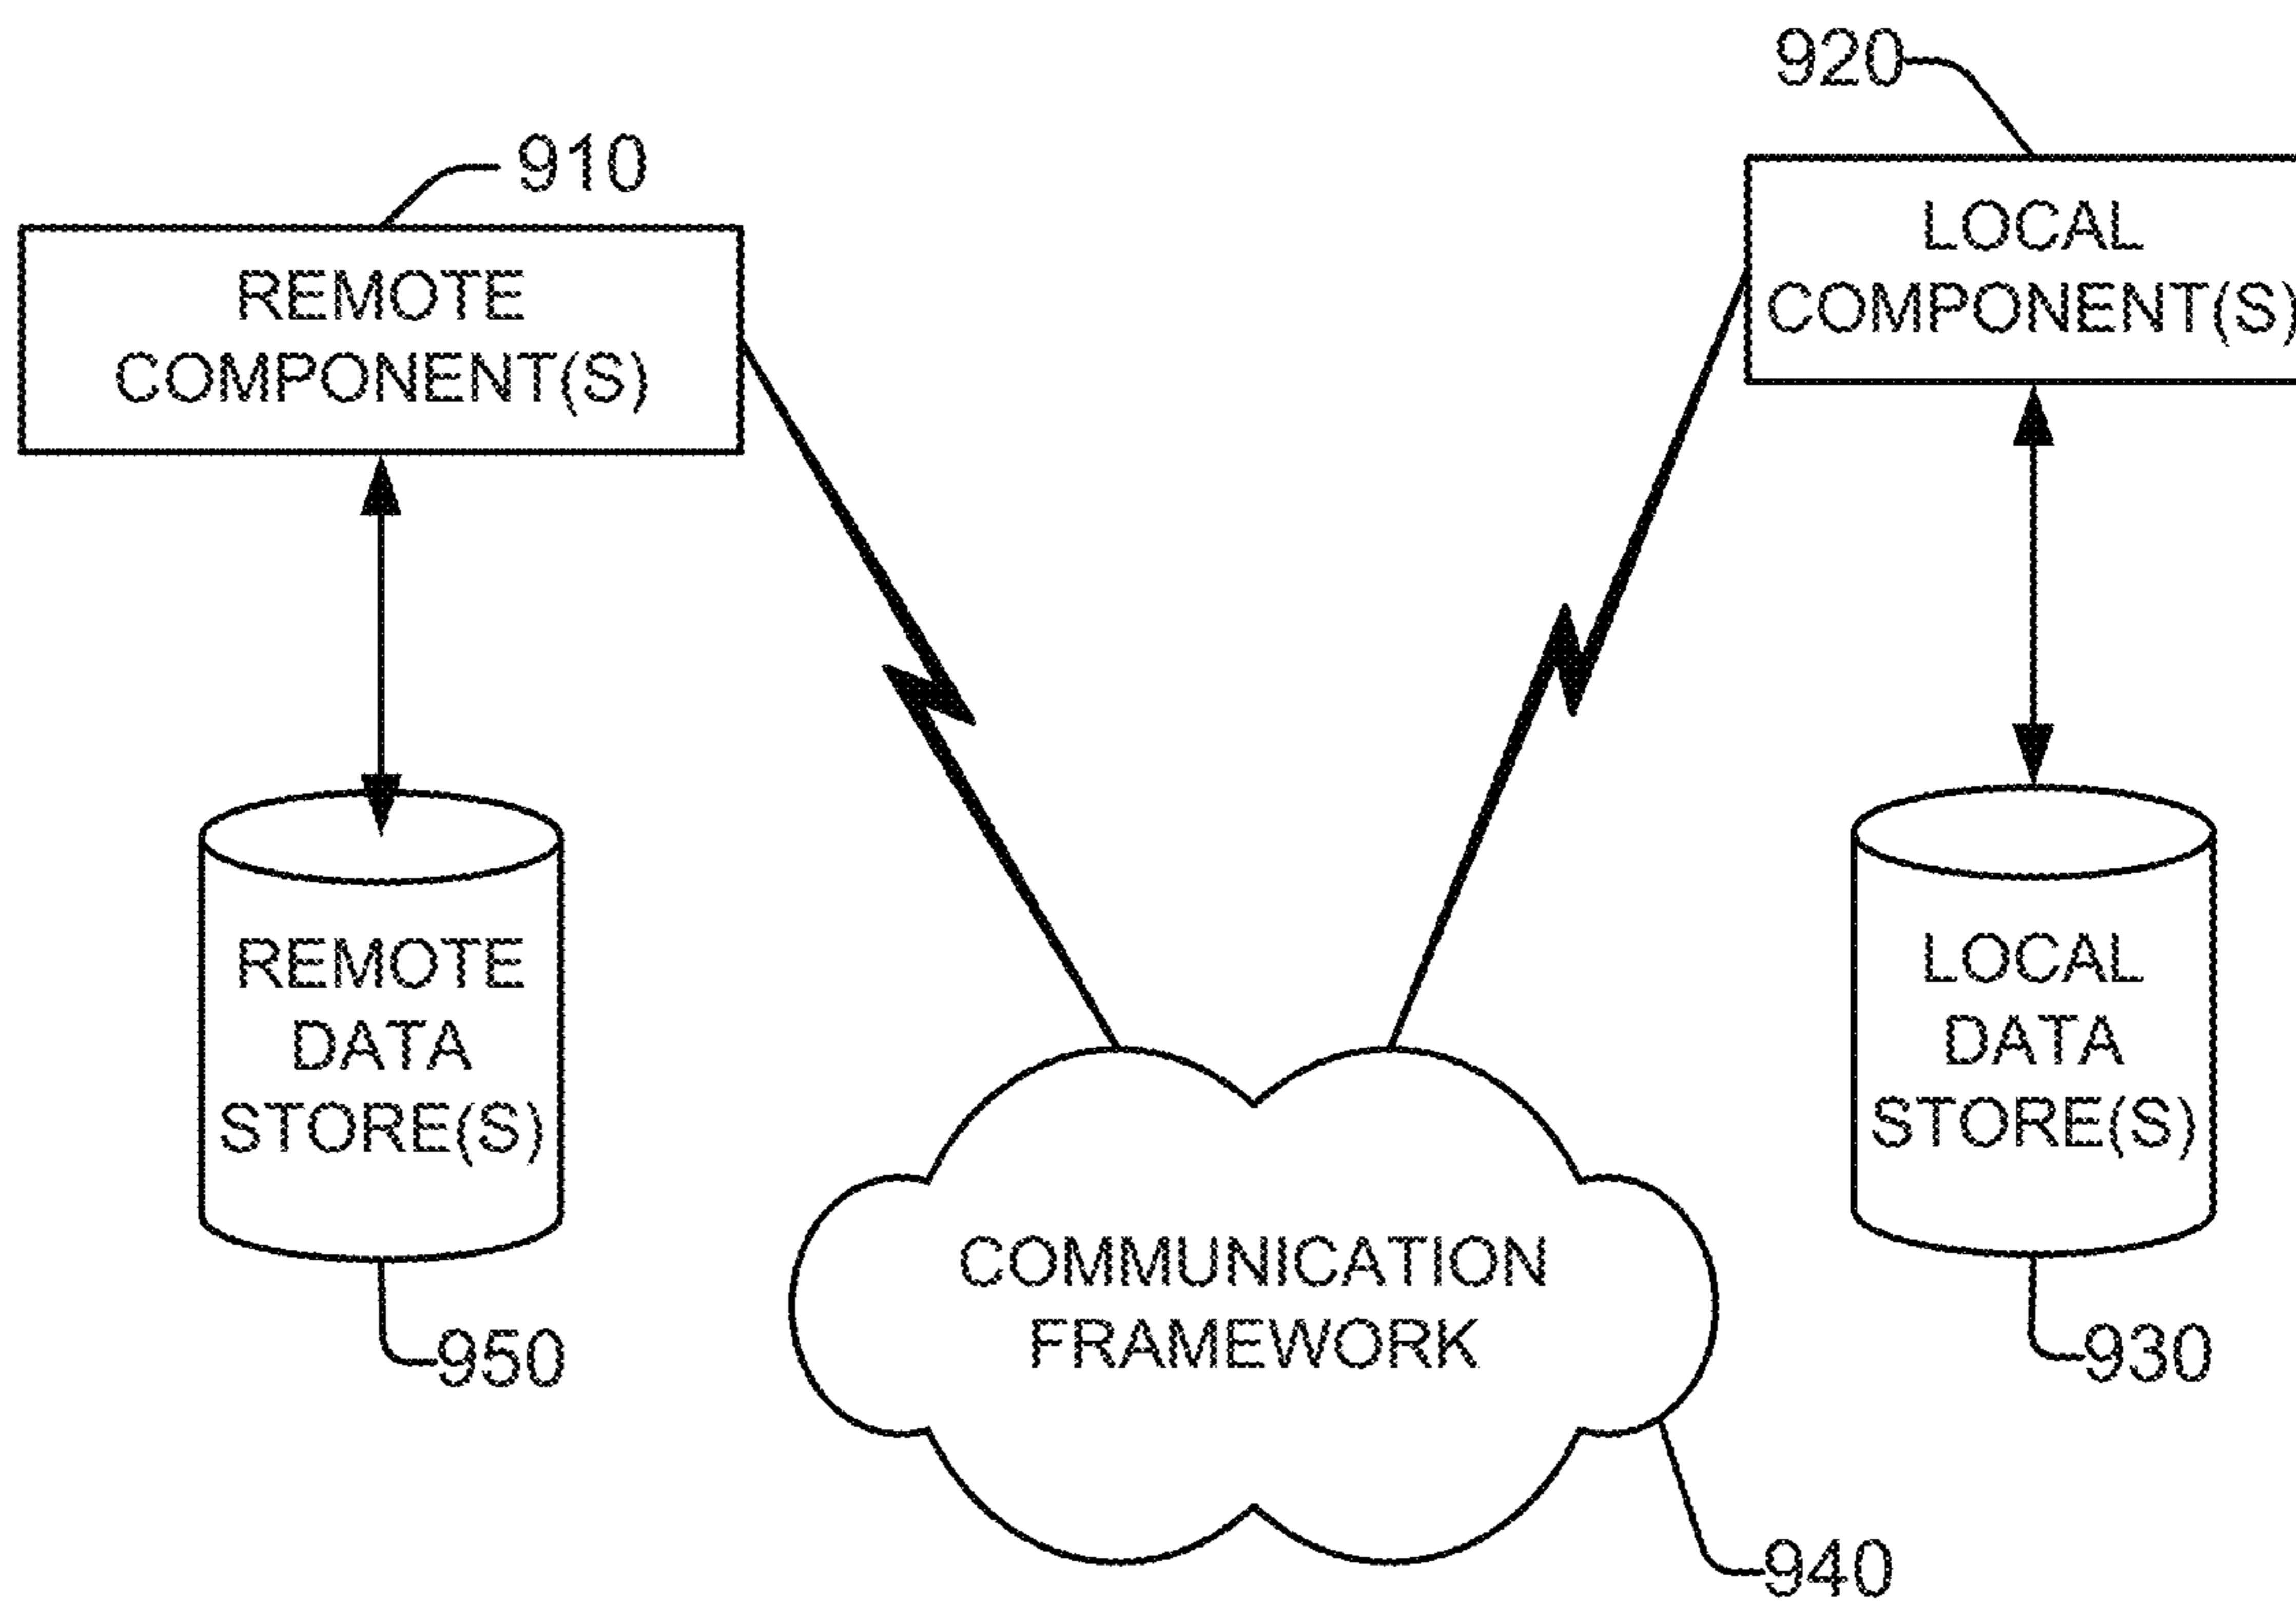 920
910
LOCAL
COMPONENT(S)
REMOTE
COMPONENT(S)
REMOTE
DATA
STORE(S)
LOCAL
DATA
STORE(S)
COMMUNICATION
FRAMEWORK
950
930
940